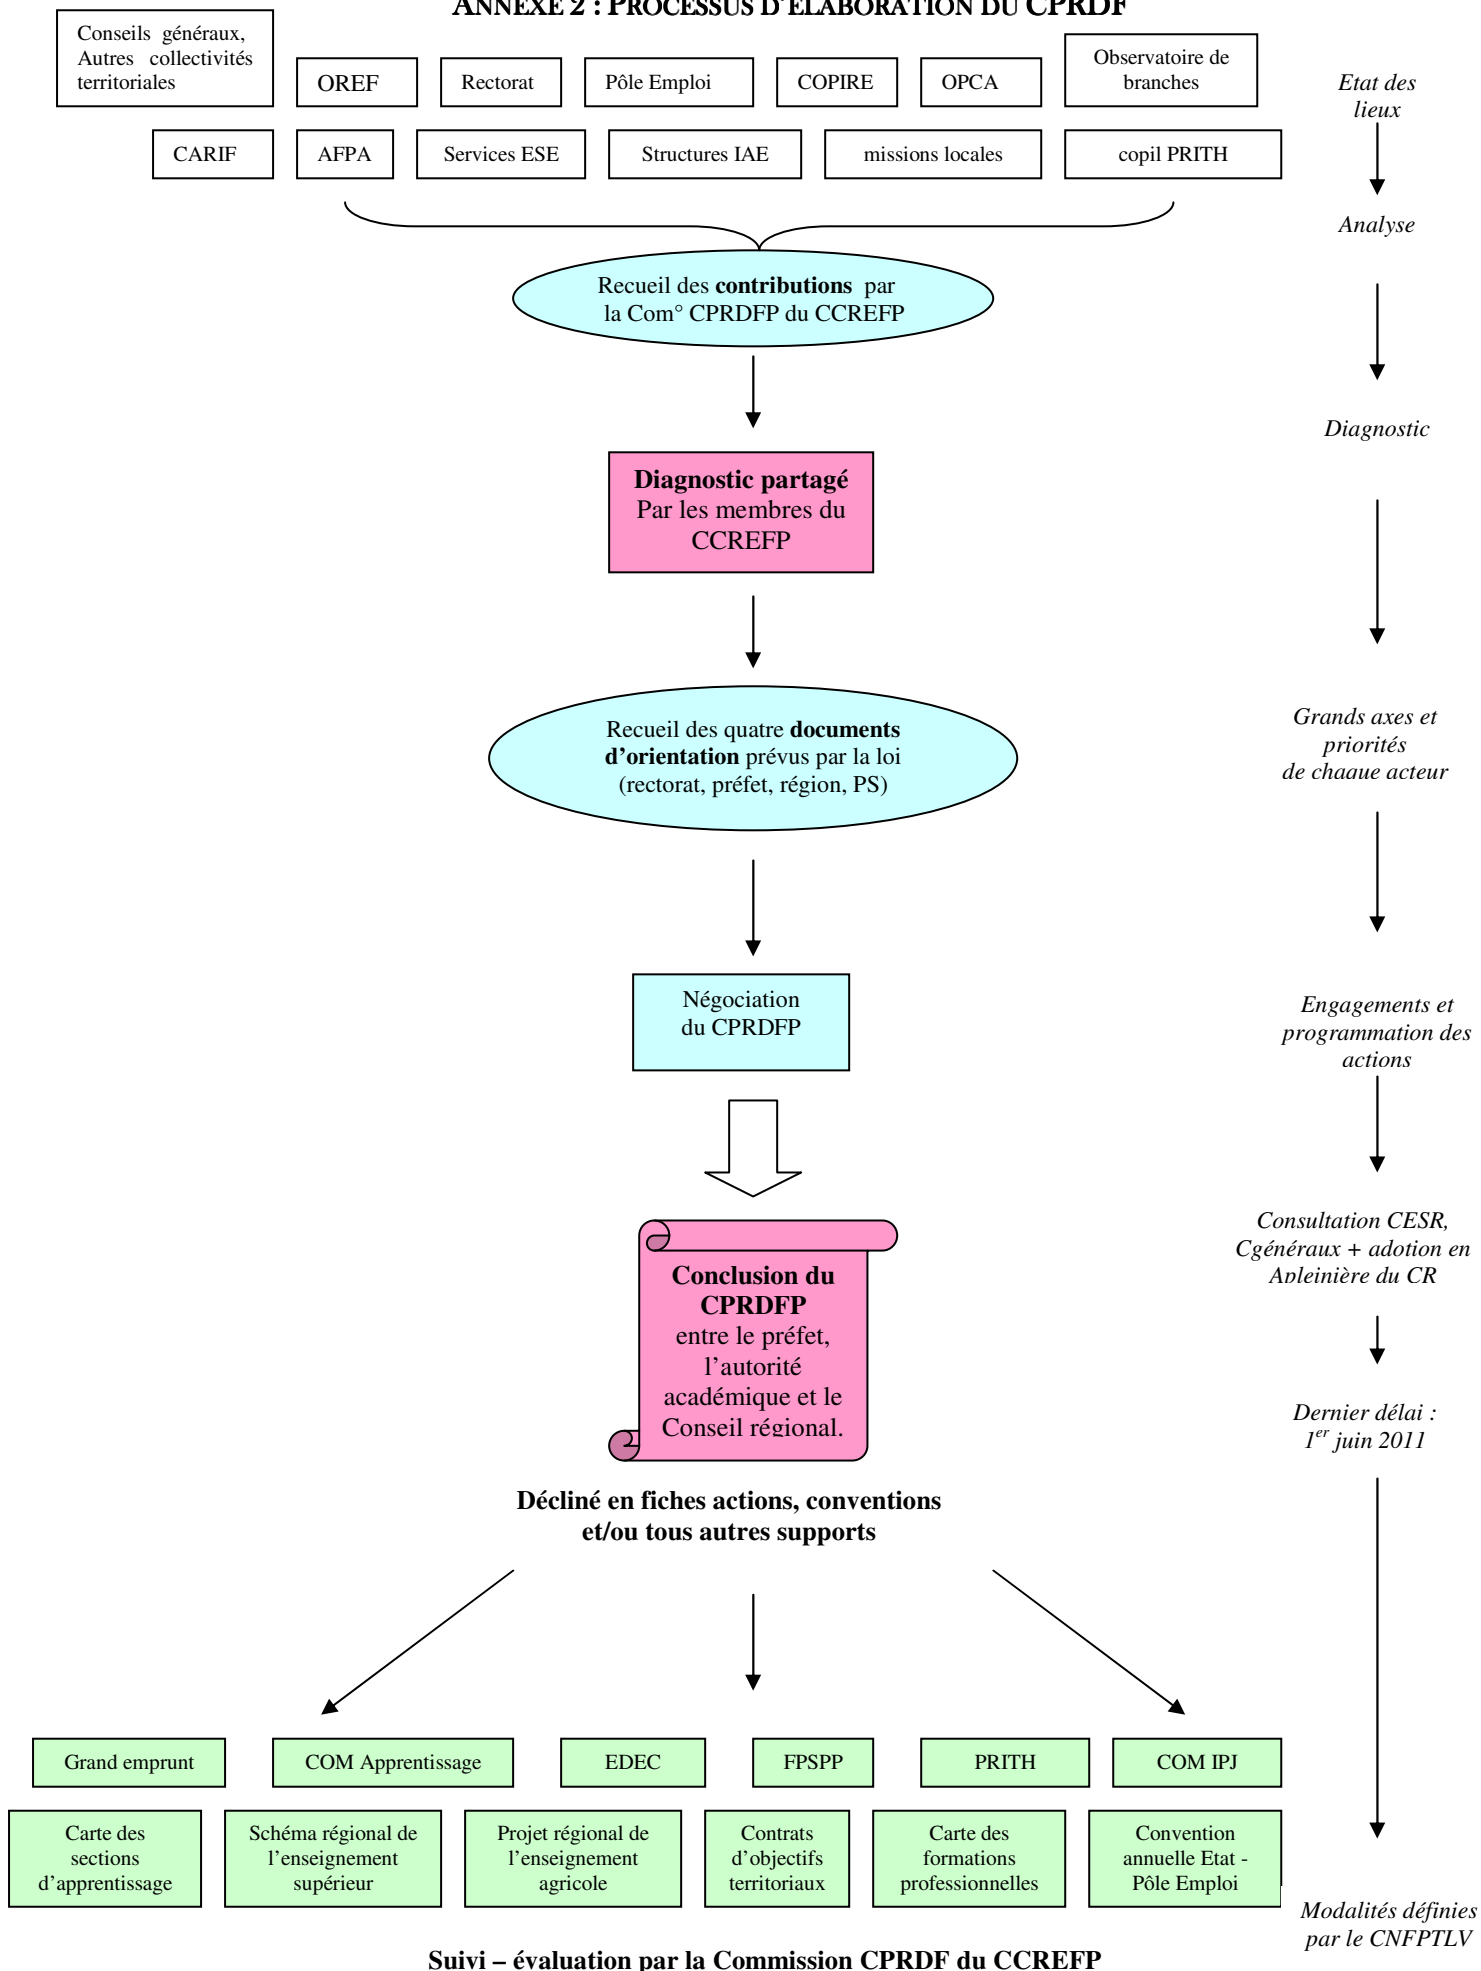 ANNEXE 2 : PROCESSUS D'ELABORATION DU CPRDF
Conseils généraux,
Autres collectivités
territoriales
OREF
Rectorat
Pôle Emploi
COPIRE
OPCA
Observatoire de
branches
Etat des
lieux
CARIF
AFPA
Services ESE
Structures IAE
missions locales
copil PRITH
Analyse
Recueil des contributions par
la Com° CPRDFP du CCREFP
Diagnostic
Diagnostic partagé
Par les membres du
CCREFP
Recueil des quatre documents
d'orientation prévus par la loi
(rectorat, préfet, région, PS)
Grands axes et
priorités
de chaque acteur
Négociation
du CPRDFP
Engagements et
programmation des
actions
Consultation CESR,
Cgénéraux + adotion en
Apleinière du CR
Conclusion du
CPRDFP
entre le préfet,
l'autorité
académique et le
Conseil régional.
Dernier délai :
1er juin 2011
Décliné en fiches actions, conventions
et/ou tous autres supports
Grand emprunt
COM Apprentissage
EDEC
FPSPP
PRITH
COM IPJ
Carte des
sections
d'apprentissage
Schéma régional de
l'enseignement
supérieur
Projet régional de
l'enseignement
agricole
Contrats
d'objectifs
territoriaux
Carte des
formations
professionnelles
Convention
annuelle Etat -
Pôle Emploi
Modalités définies
par le CNFPTLV
Suivi – évaluation par la Commission CPRDF du CCREFP